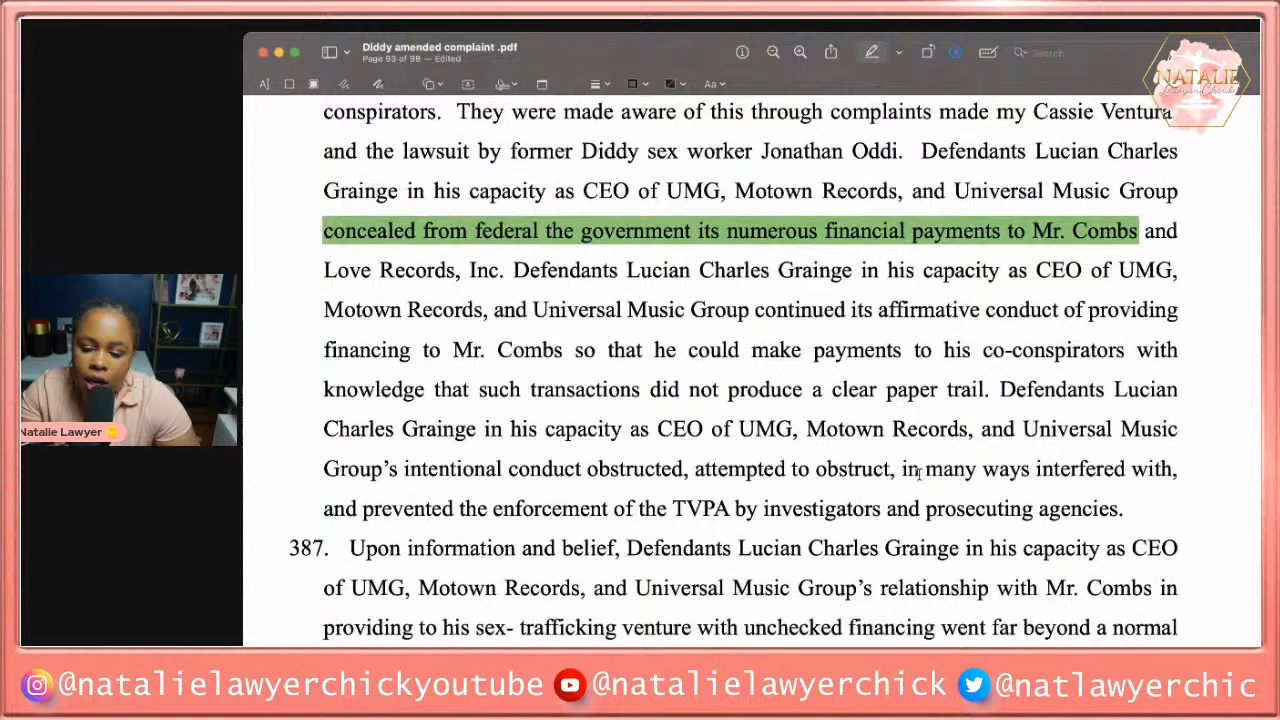 Diddy amended complaint .pdf
Page 93 of 98 — Edited
Search
NATALIE
LawyerChick
conspirators. They were made aware of this through complaints made my Cassie Ventura
and the lawsuit by former Diddy sex worker Jonathan Oddi. Defendants Lucian Charles
Grainge in his capacity as CEO of UMG, Motown Records, and Universal Music Group
concealed from federal the government its numerous financial payments to Mr. Combs and
Love Records, Inc. Defendants Lucian Charles Grainge in his capacity as CEO of UMG,
Motown Records, and Universal Music Group continued its affirmative conduct of providing
financing to Mr. Combs so that he could make payments to his co-conspirators with
knowledge that such transactions did not produce a clear paper trail. Defendants Lucian
Charles Grainge in his capacity as CEO of UMG, Motown Records, and Universal Music
Group’s intentional conduct obstructed, attempted to obstruct, in many ways interfered with,
and prevented the enforcement of the TVPA by investigators and prosecuting agencies.
387. Upon information and belief, Defendants Lucian Charles Grainge in his capacity as CEO
of UMG, Motown Records, and Universal Music Group’s relationship with Mr. Combs in
providing to his sex- trafficking venture with unchecked financing went far beyond a normal
Natalie Lawyer
@natalielawyerchickyoutube
@natalielawyerchick
@natlawyerchic